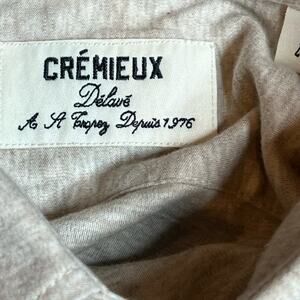 CRÉMIEUX
Délavé
A St Tropez Depuis 1976